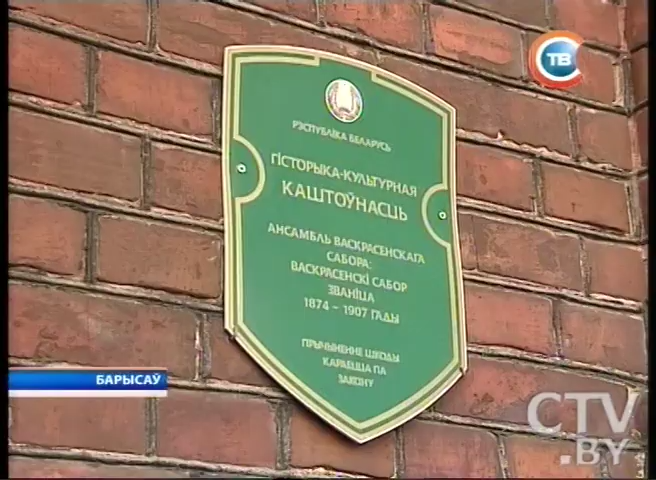 СТВ
РЭСПУБЛІКА БЕЛАРУСЬ
ГІСТОРЫКА-КУЛЬТУРНАЯ
КАШТОЎНАСЦЬ
АНСАМБЛЬ ВАСКРАСЕНСКАГА
САБОРА:
ВАСКРАСЕНСКІ САБОР
ЗВАНІЦА
1874 – 1907 ГАДЫ
ПРЫЧЫНЕННЕ ШКОДЫ
КАРАЕЦЦА ПА
ЗАКОНУ
БАРЫСАЎ
CTV
.BY